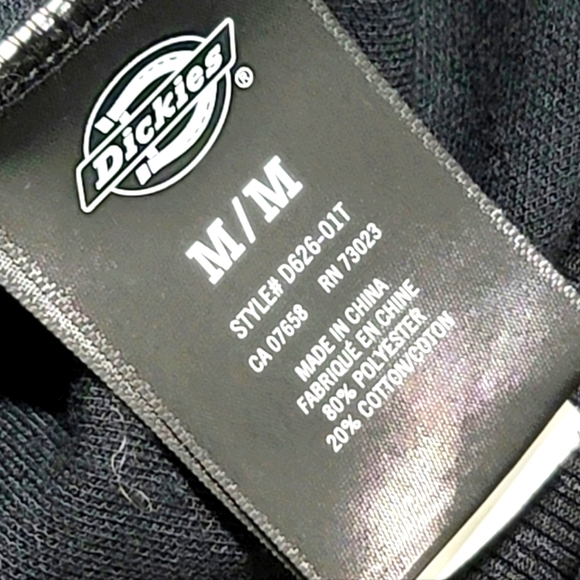 Dickies®
M/M
STYLE# D626-01T
CA 07658 RN 73023
MADE IN CHINA
FABRIQUÉ EN CHINE
80% POLYESTER
20% COTTON/COTON